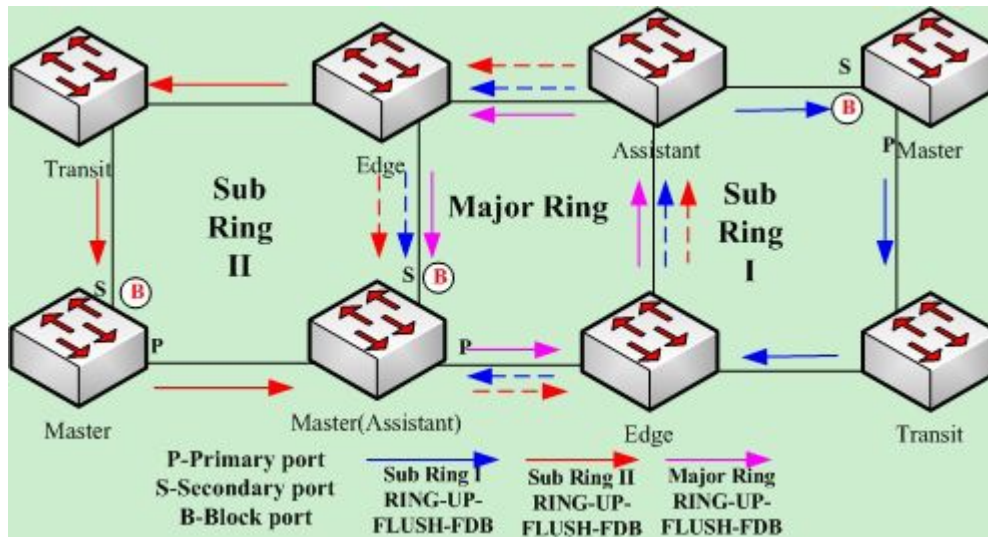 S
B
Transit
Edge
Assistant
P
Master
Sub
Ring
II
Major Ring
Sub
Ring
I
S
B
S
B
P
P
Master
Master(Assistant)
Edge
Transit
P-Primary port
S-Secondary port
B-Block port
Sub Ring I
RING-UP-
FLUSH-FDB
Sub Ring II
RING-UP-
FLUSH-FDB
Major Ring
RING-UP-
FLUSH-FDB